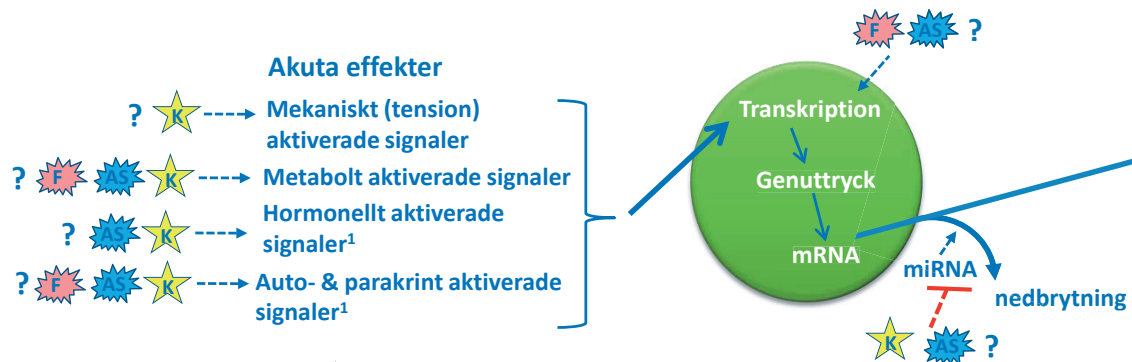 F AS ?
Akuta effekter
? K Mekaniskt (tension)
aktiverade signaler
Transkription
? F AS K Metabolt aktiverade signaler
Genuttryck
Hormonellt aktiverade
? AS K signaler1
mRNA
miRNA
? F AS K Auto- & parakrint aktiverade
signaler1
nedbrytning
K AS ?